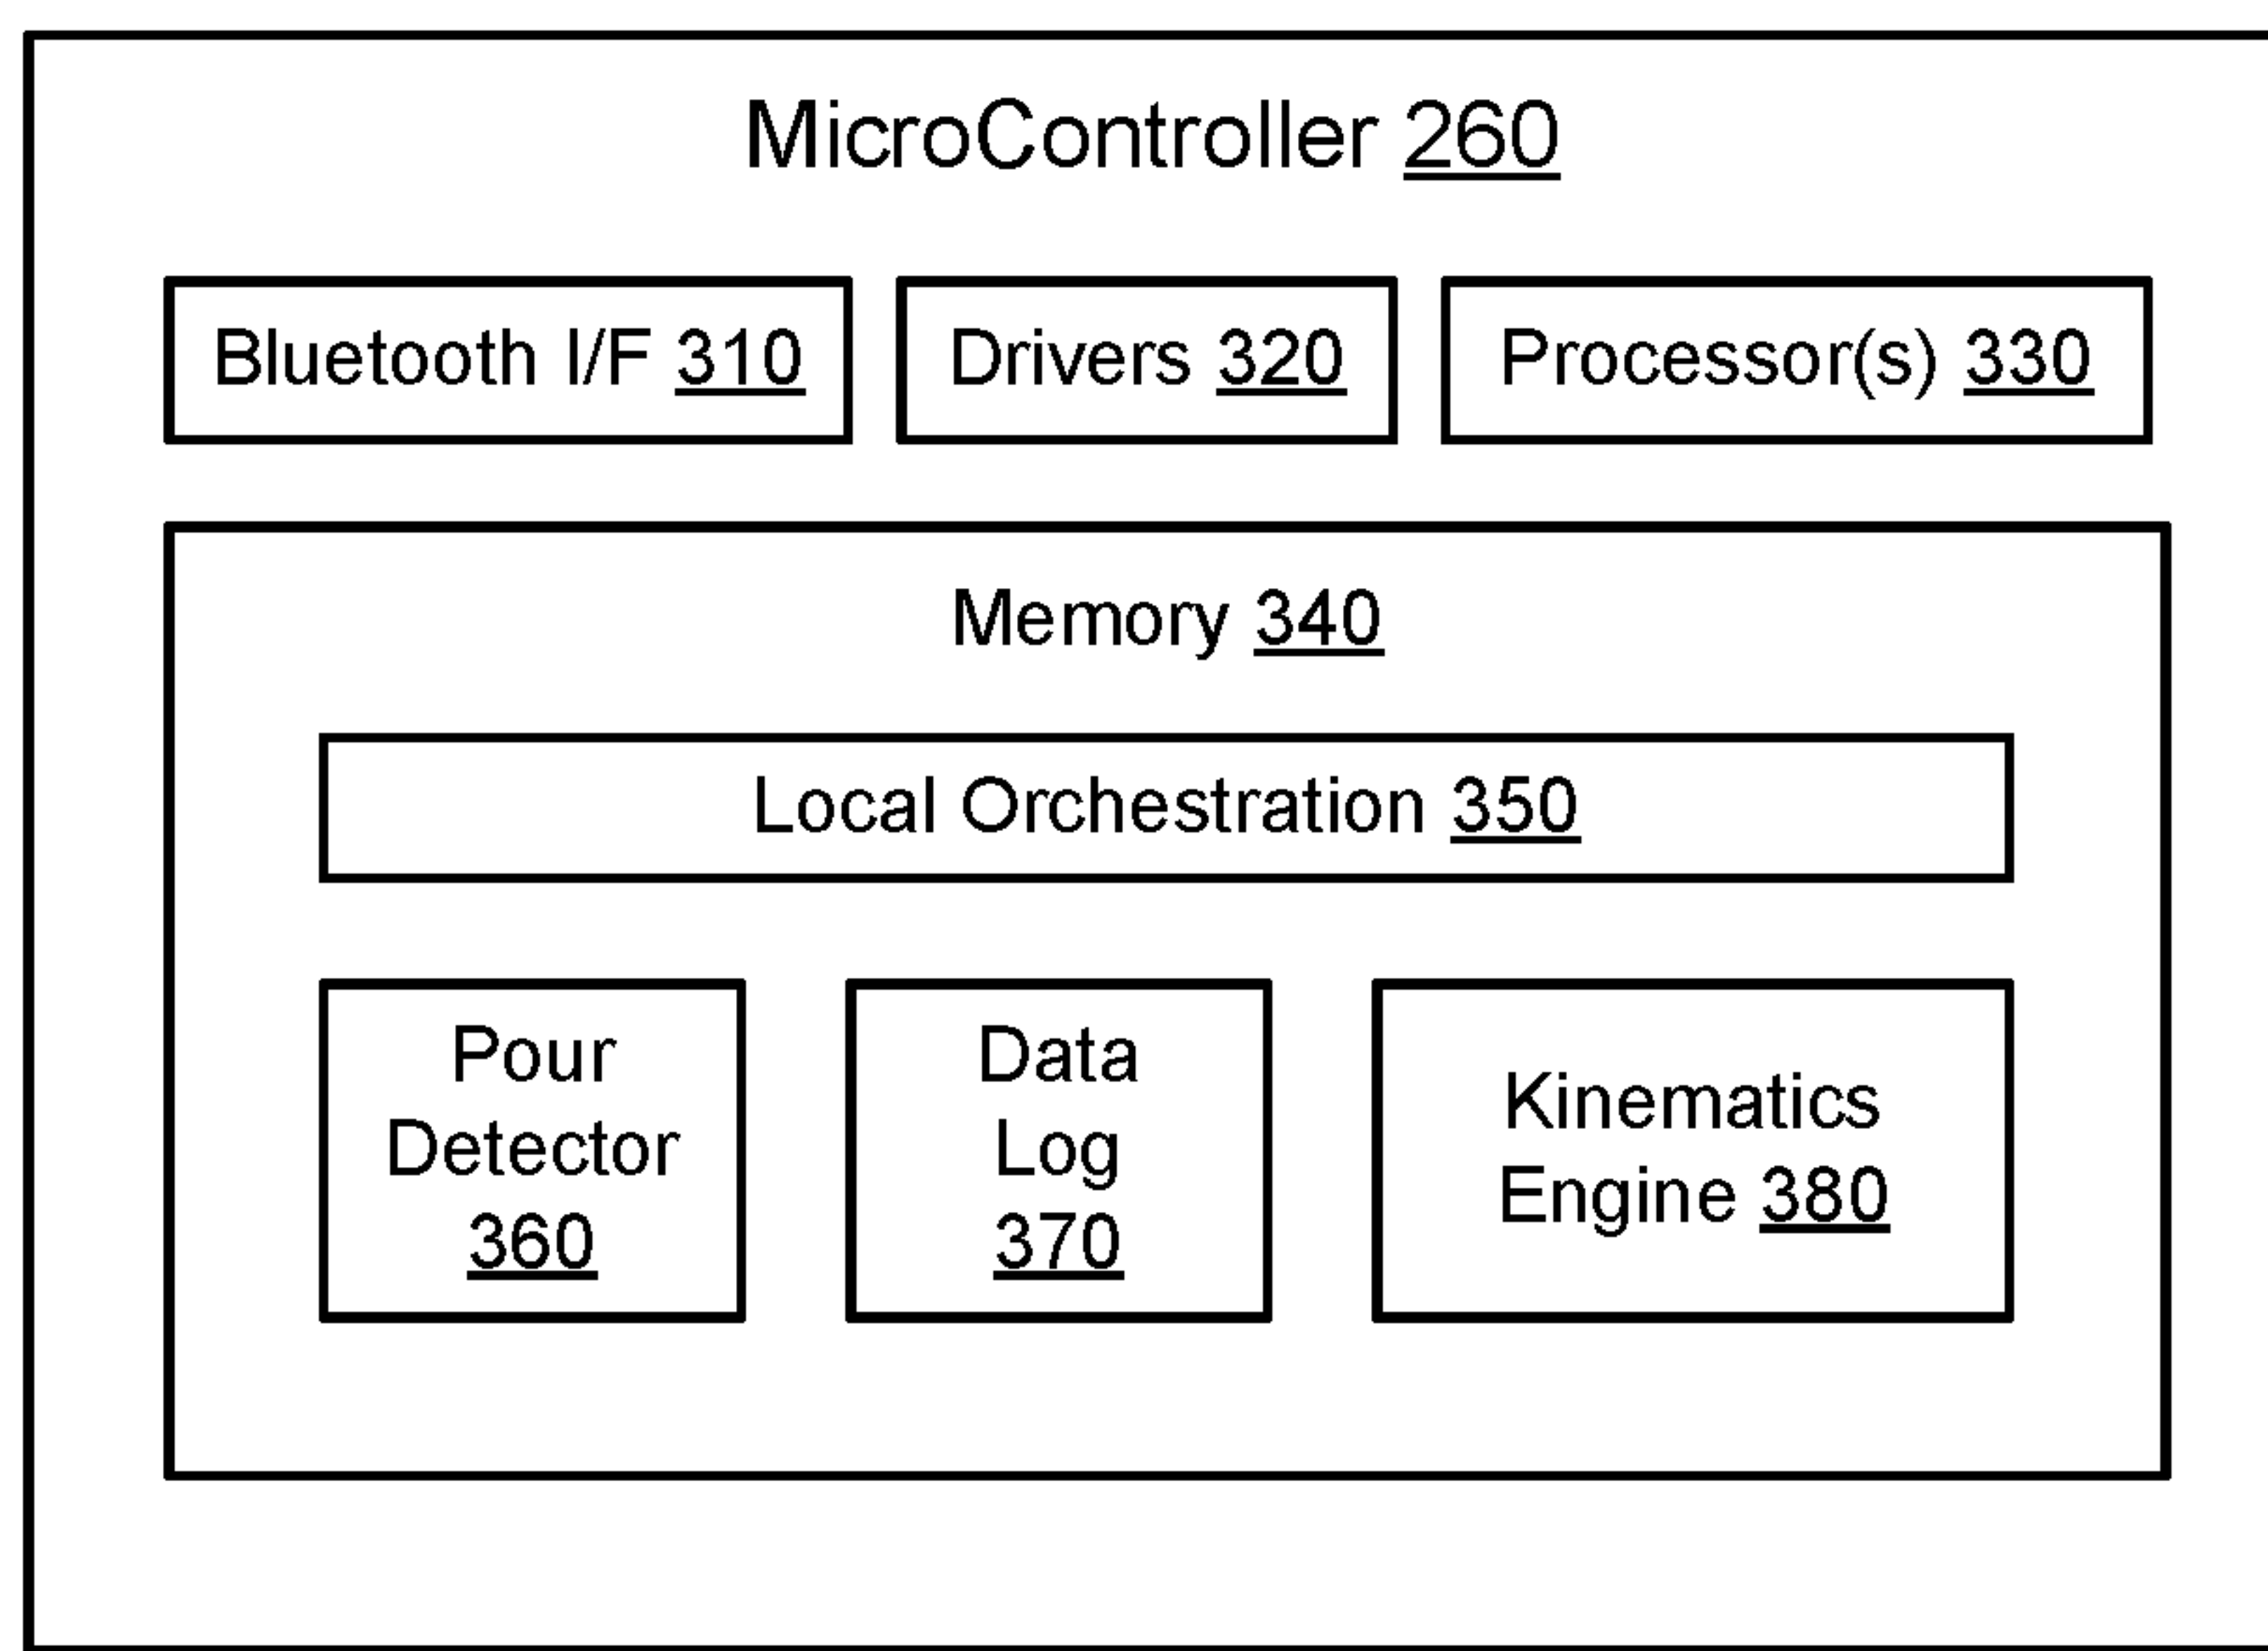 MicroController 260
Bluetooth I/F 310
Drivers 320
Processor(s) 330
Memory 340
Local Orchestration 350
Pour
Detector
360
Data
Log
370
Kinematics
Engine 380